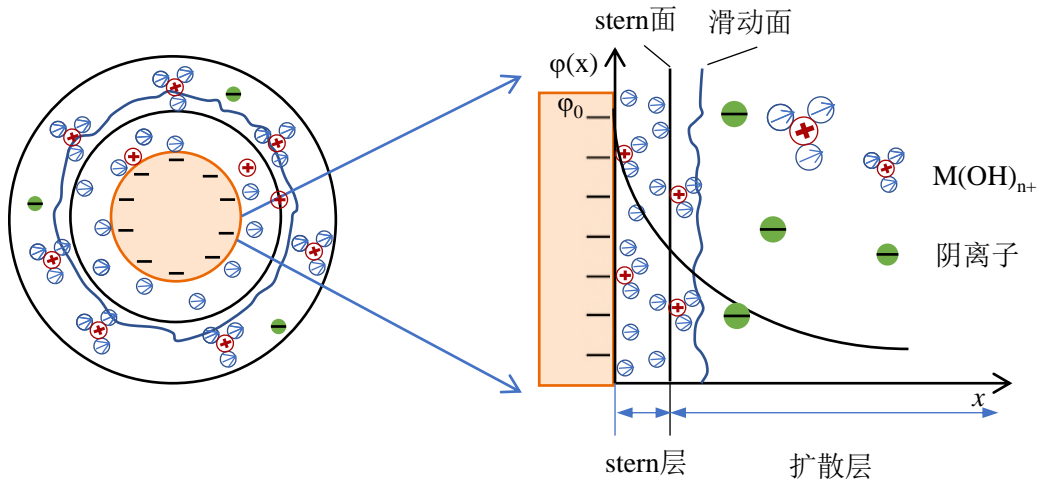 stern面
滑动面
φ(x)
φ₀
M(OH)ₙ₊
阴离子
x
stern层
扩散层